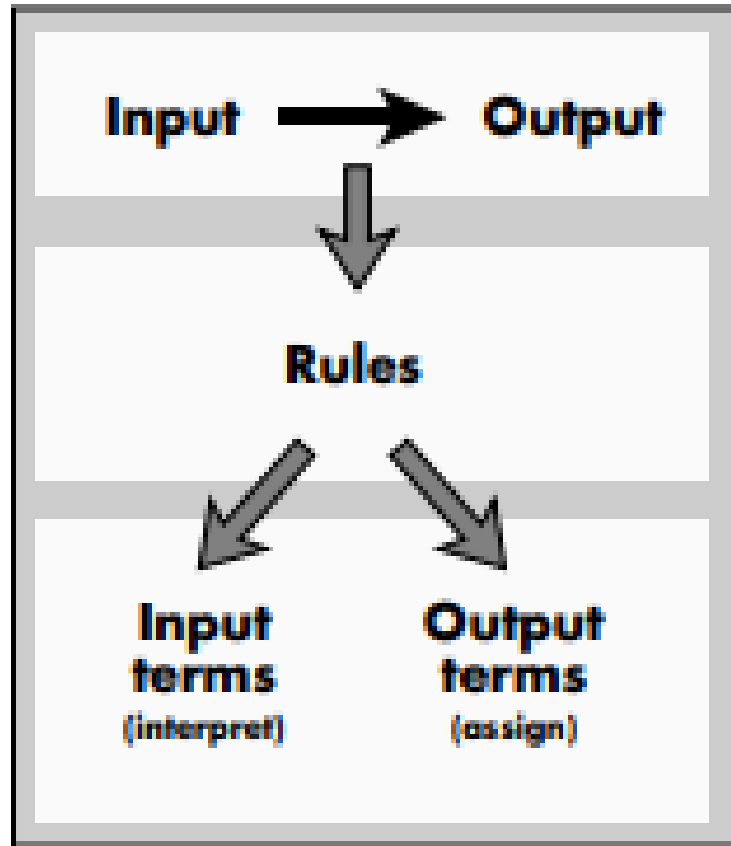 Input Output
Rules
Input Output
terms terms
(interpret) (assign)